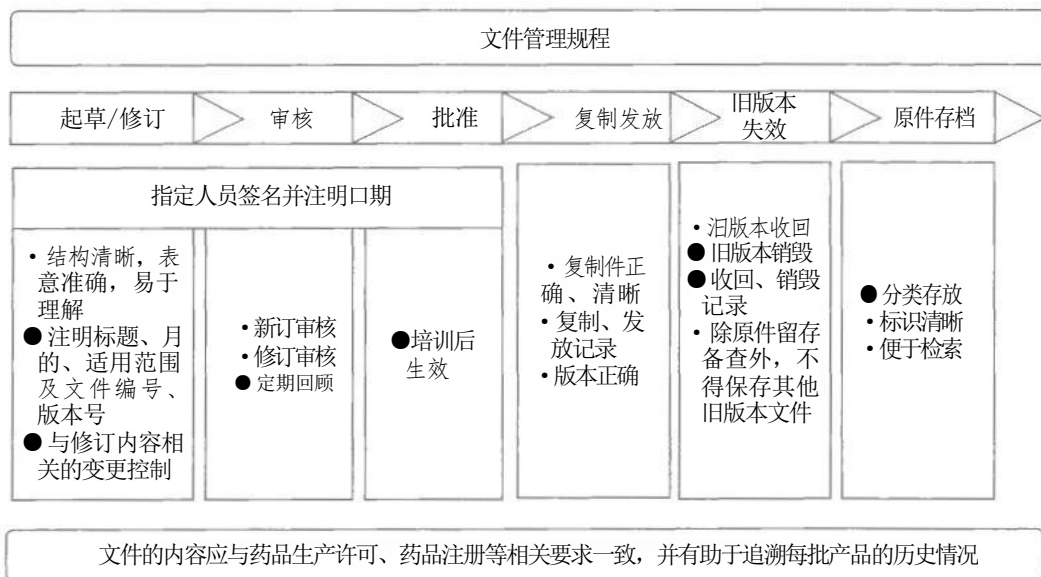 文件管理规程
起草/修订
审核
批准
复制发放
旧版本
失效
原件存档
指定人员签名并注明口期
·结构清晰，表
意准确，易于
理解
●注明标题、月
的、适用范围
及文件编号、
版本号
●与修订内容相
关的变更控制
·新订审核
·修订审核
●定期回顾
●培训后
生效
·复制件正
确、清晰
·复制、发
放记录
·版本正确
·汨版本收回
●旧版本销毁
●收回、销毁
记录
·除原件留存
备查外，不
得保存其他
旧版本文件
●分类存放
·标识清晰
·便于检索
文件的内容应与药品生产许可、药品注册等相关要求一致，并有助于追溯每批产品的历史情况